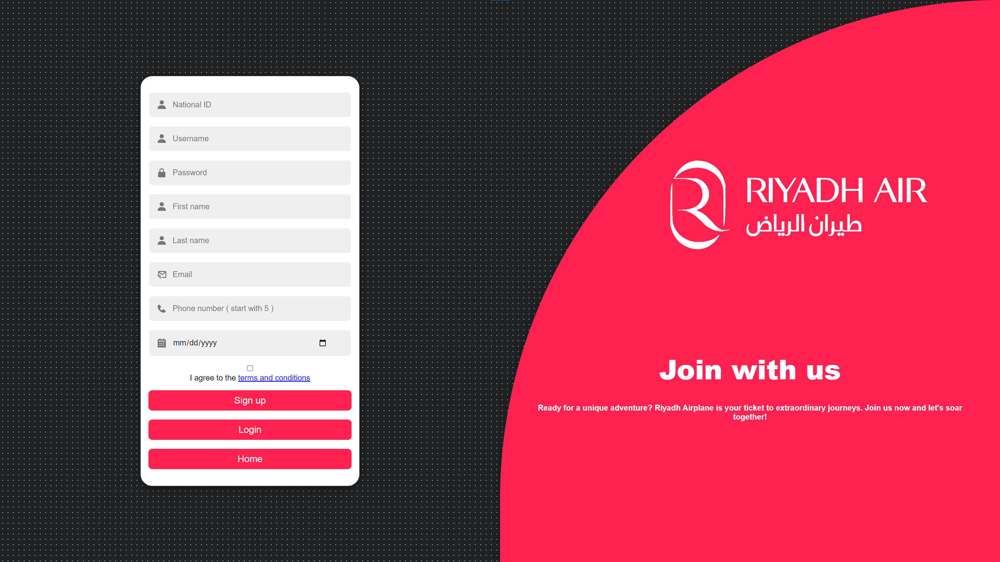 National ID
Username
Password
First name
Last name
Email
Phone number ( start with 5 )
mm/dd/yyyy
I agree to the terms and conditions
Sign up
Login
Home
RIYADH AIR
طيران الرياض
Join with us
Ready for a unique adventure? Riyadh Airplane is your ticket to extraordinary journeys. Join us now and let's soar
together!